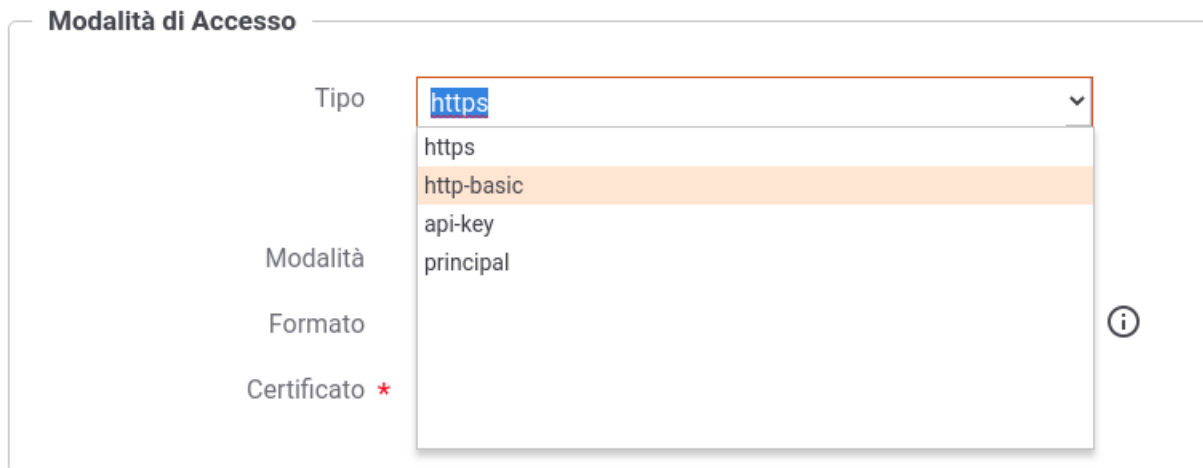 Modalità di Accesso
Tipo
https
https
http-basic
api-key
principal
Modalità
Formato
Certificato *